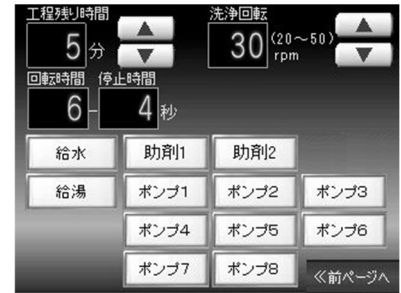 工程残り時間 洗浄回転
5 分 30 (20～50) rpm
回転時間 停止時間
6 - 4 秒
給水 助剤1 助剤2
給湯 ポンプ1 ポンプ2 ポンプ3
ポンプ4 ポンプ5 ポンプ6
ポンプ7 ポンプ8 ≪前ページへ